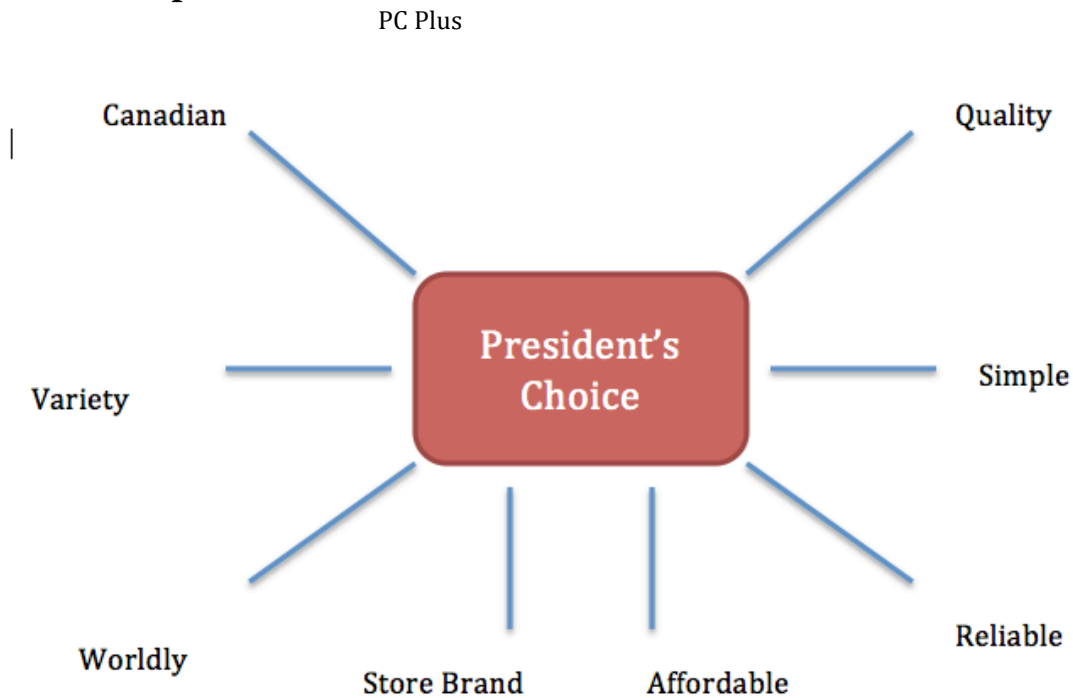 PC Plus
Canadian
Quality
President's
Choice
Variety
Simple
Worldly
Store Brand
Affordable
Reliable